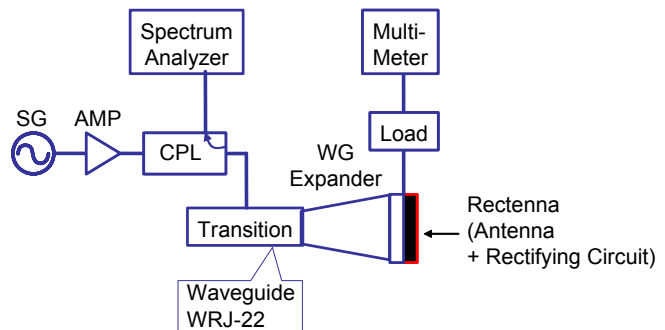 Spectrum
Analyzer
Multi-
Meter
SG
AMP
CPL
Load
WG
Expander
Transition
Rectenna
(Antenna
+ Rectifying Circuit)
Waveguide
WRJ-22